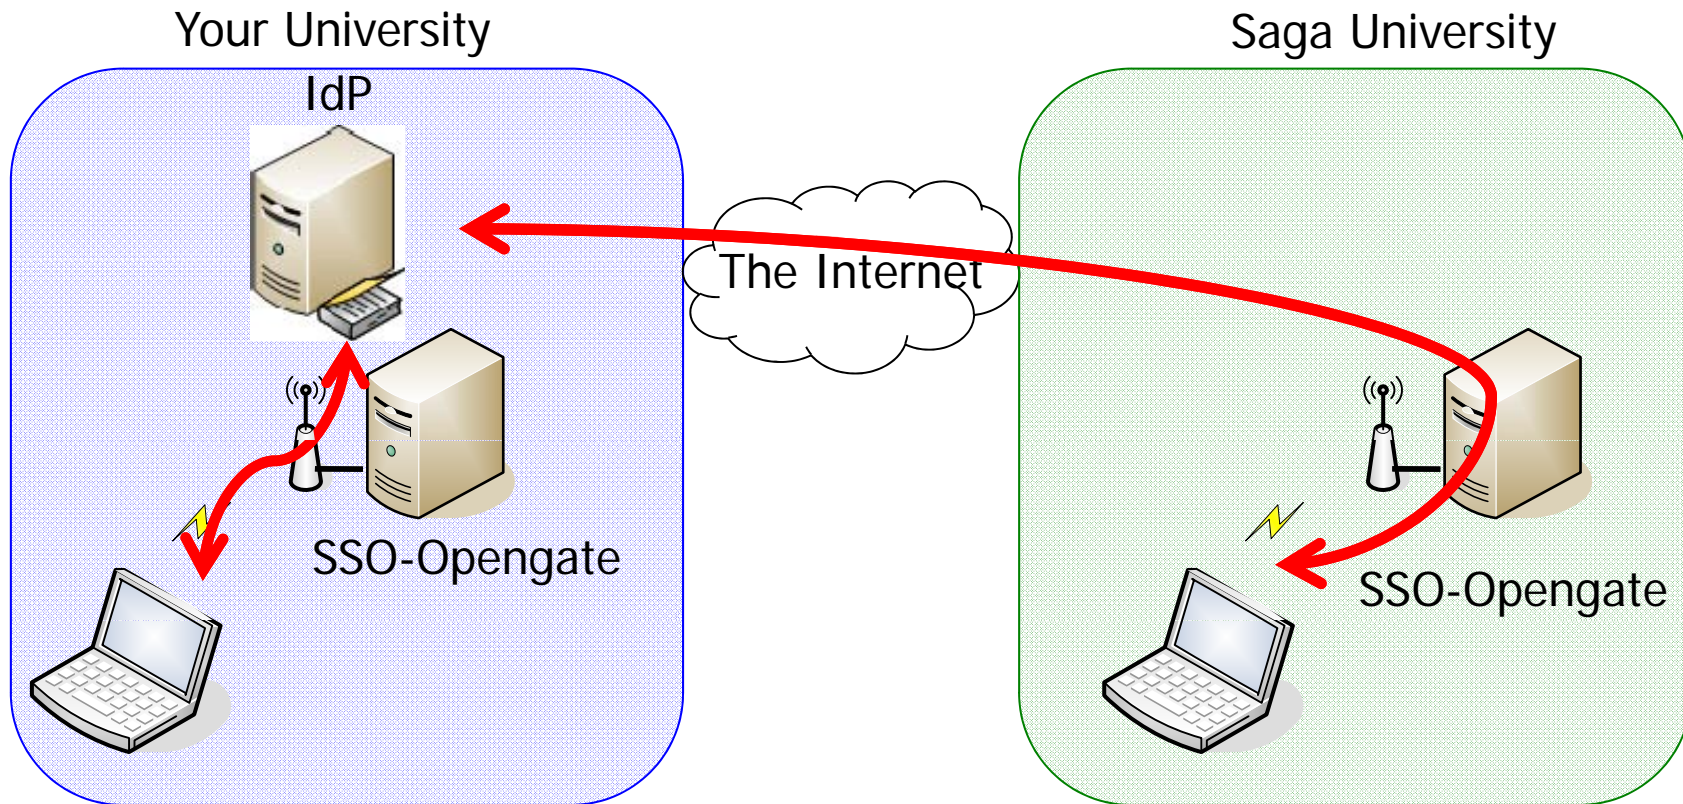 Your University
Saga University
IdP
The Internet
SSO-Opengate
SSO-Opengate